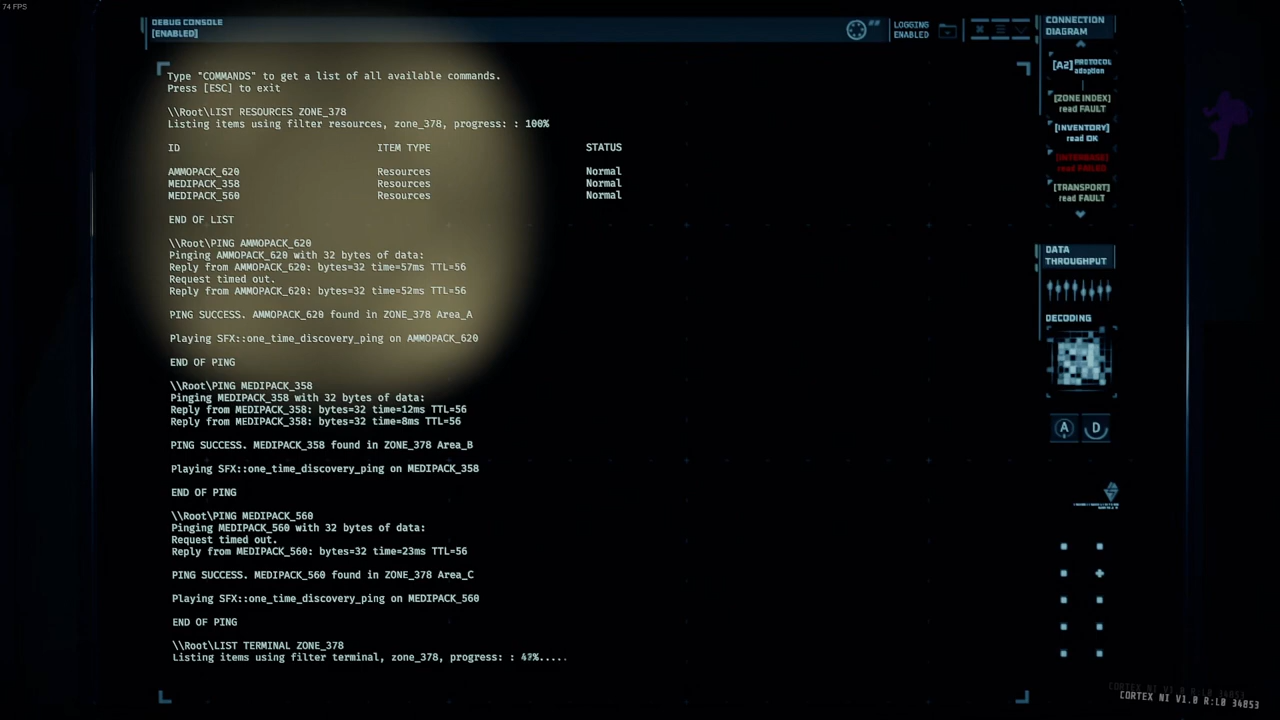 74 FPS
DEBUG CONSOLE
[ENABLED]
LOGGING
ENABLED
Type "COMMANDS" to get a list of all available commands.
Press [ESC] to exit
\\Root\LIST RESOURCES ZONE_378
Listing items using filter resources, zone_378, progress: : 100%
ID ITEM TYPE STATUS
AMMOPACK_620 Resources Normal
MEDIPACK_358 Resources Normal
MEDIPACK_560 Resources Normal
END OF LIST
\\Root\PING AMMOPACK_620
Pinging AMMOPACK_620 with 32 bytes of data:
Reply from AMMOPACK_620: bytes=32 time=57ms TTL=56
Request timed out.
Reply from AMMOPACK_620: bytes=32 time=52ms TTL=56
PING SUCCESS. AMMOPACK_620 found in ZONE_378 Area_A
Playing SFX::one_time_discovery_ping on AMMOPACK_620
END OF PING
\\Root\PING MEDIPACK_358
Pinging MEDIPACK_358 with 32 bytes of data:
Reply from MEDIPACK_358: bytes=32 time=12ms TTL=56
Reply from MEDIPACK_358: bytes=32 time=8ms TTL=56
PING SUCCESS. MEDIPACK_358 found in ZONE_378 Area_B
Playing SFX::one_time_discovery_ping on MEDIPACK_358
END OF PING
\\Root\PING MEDIPACK_560
Pinging MEDIPACK_560 with 32 bytes of data:
Request timed out.
Reply from MEDIPACK_560: bytes=32 time=23ms TTL=56
PING SUCCESS. MEDIPACK_560 found in ZONE_378 Area_C
Playing SFX::one_time_discovery_ping on MEDIPACK_560
END OF PING
\\Root\LIST TERMINAL ZONE_378
Listing items using filter terminal, zone_378, progress: :
CONNECTION
DIAGRAM
[A2] PROTOCOL
adaption
[ZONE INDEX]
read FAULT
[INVENTORY]
read OK
read FAILED
[TRANSPORT]
read FAULT
DATA
THROUGHPUT
DECODING
A D
CORTEX NI V1.0 R:L0 34853